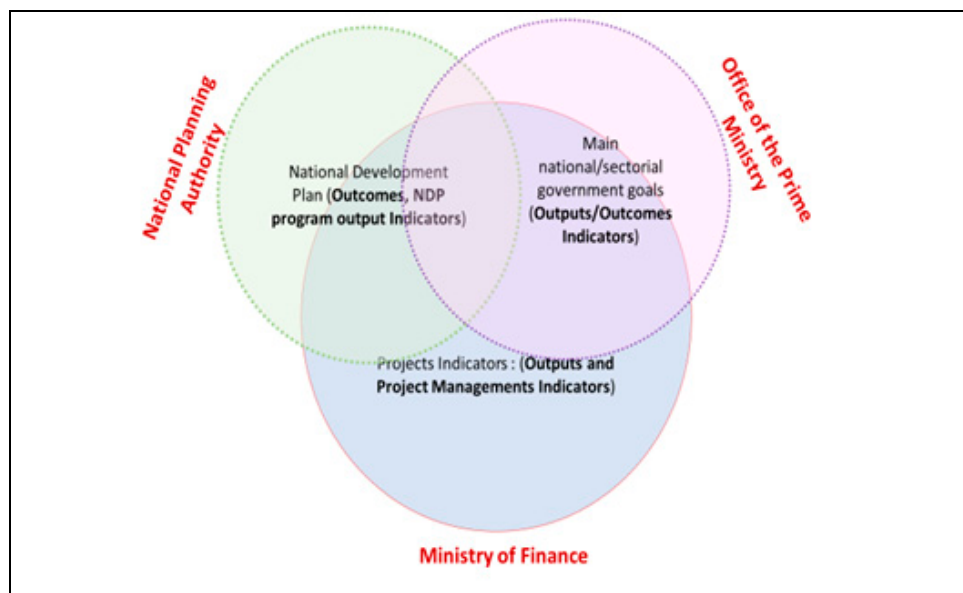 National Planning
Authority
Office of the Prime
Ministry
National Development
Plan (Outcomes, NDP
program output Indicators)
Main
national/sectorial
government goals
(Outputs/Outcomes
Indicators)
Projects Indicators : (Outputs and
Project Managements Indicators)
Ministry of Finance